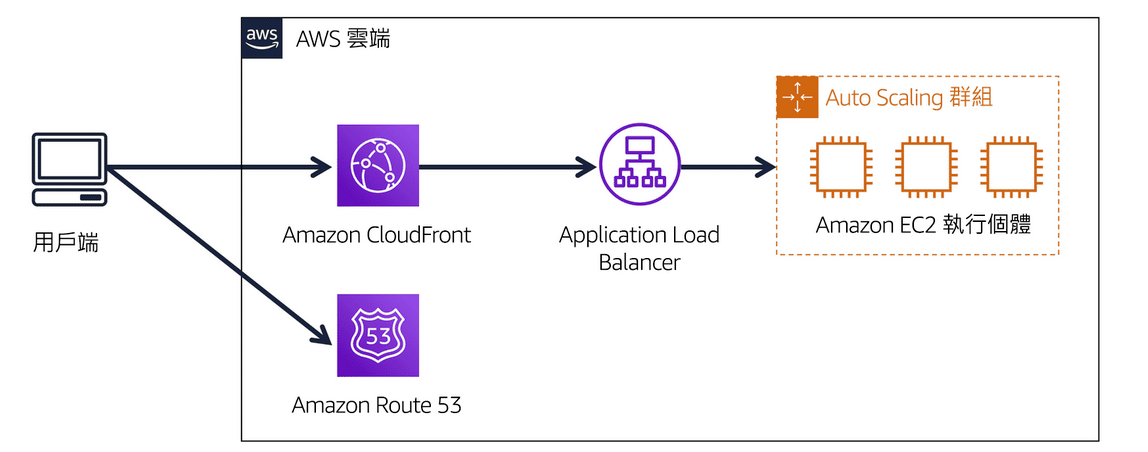 aws
AWS 雲端
Auto Scaling 群組
用戶端
Amazon CloudFront
Application Load
Balancer
Amazon EC2 執行個體
53
Amazon Route 53